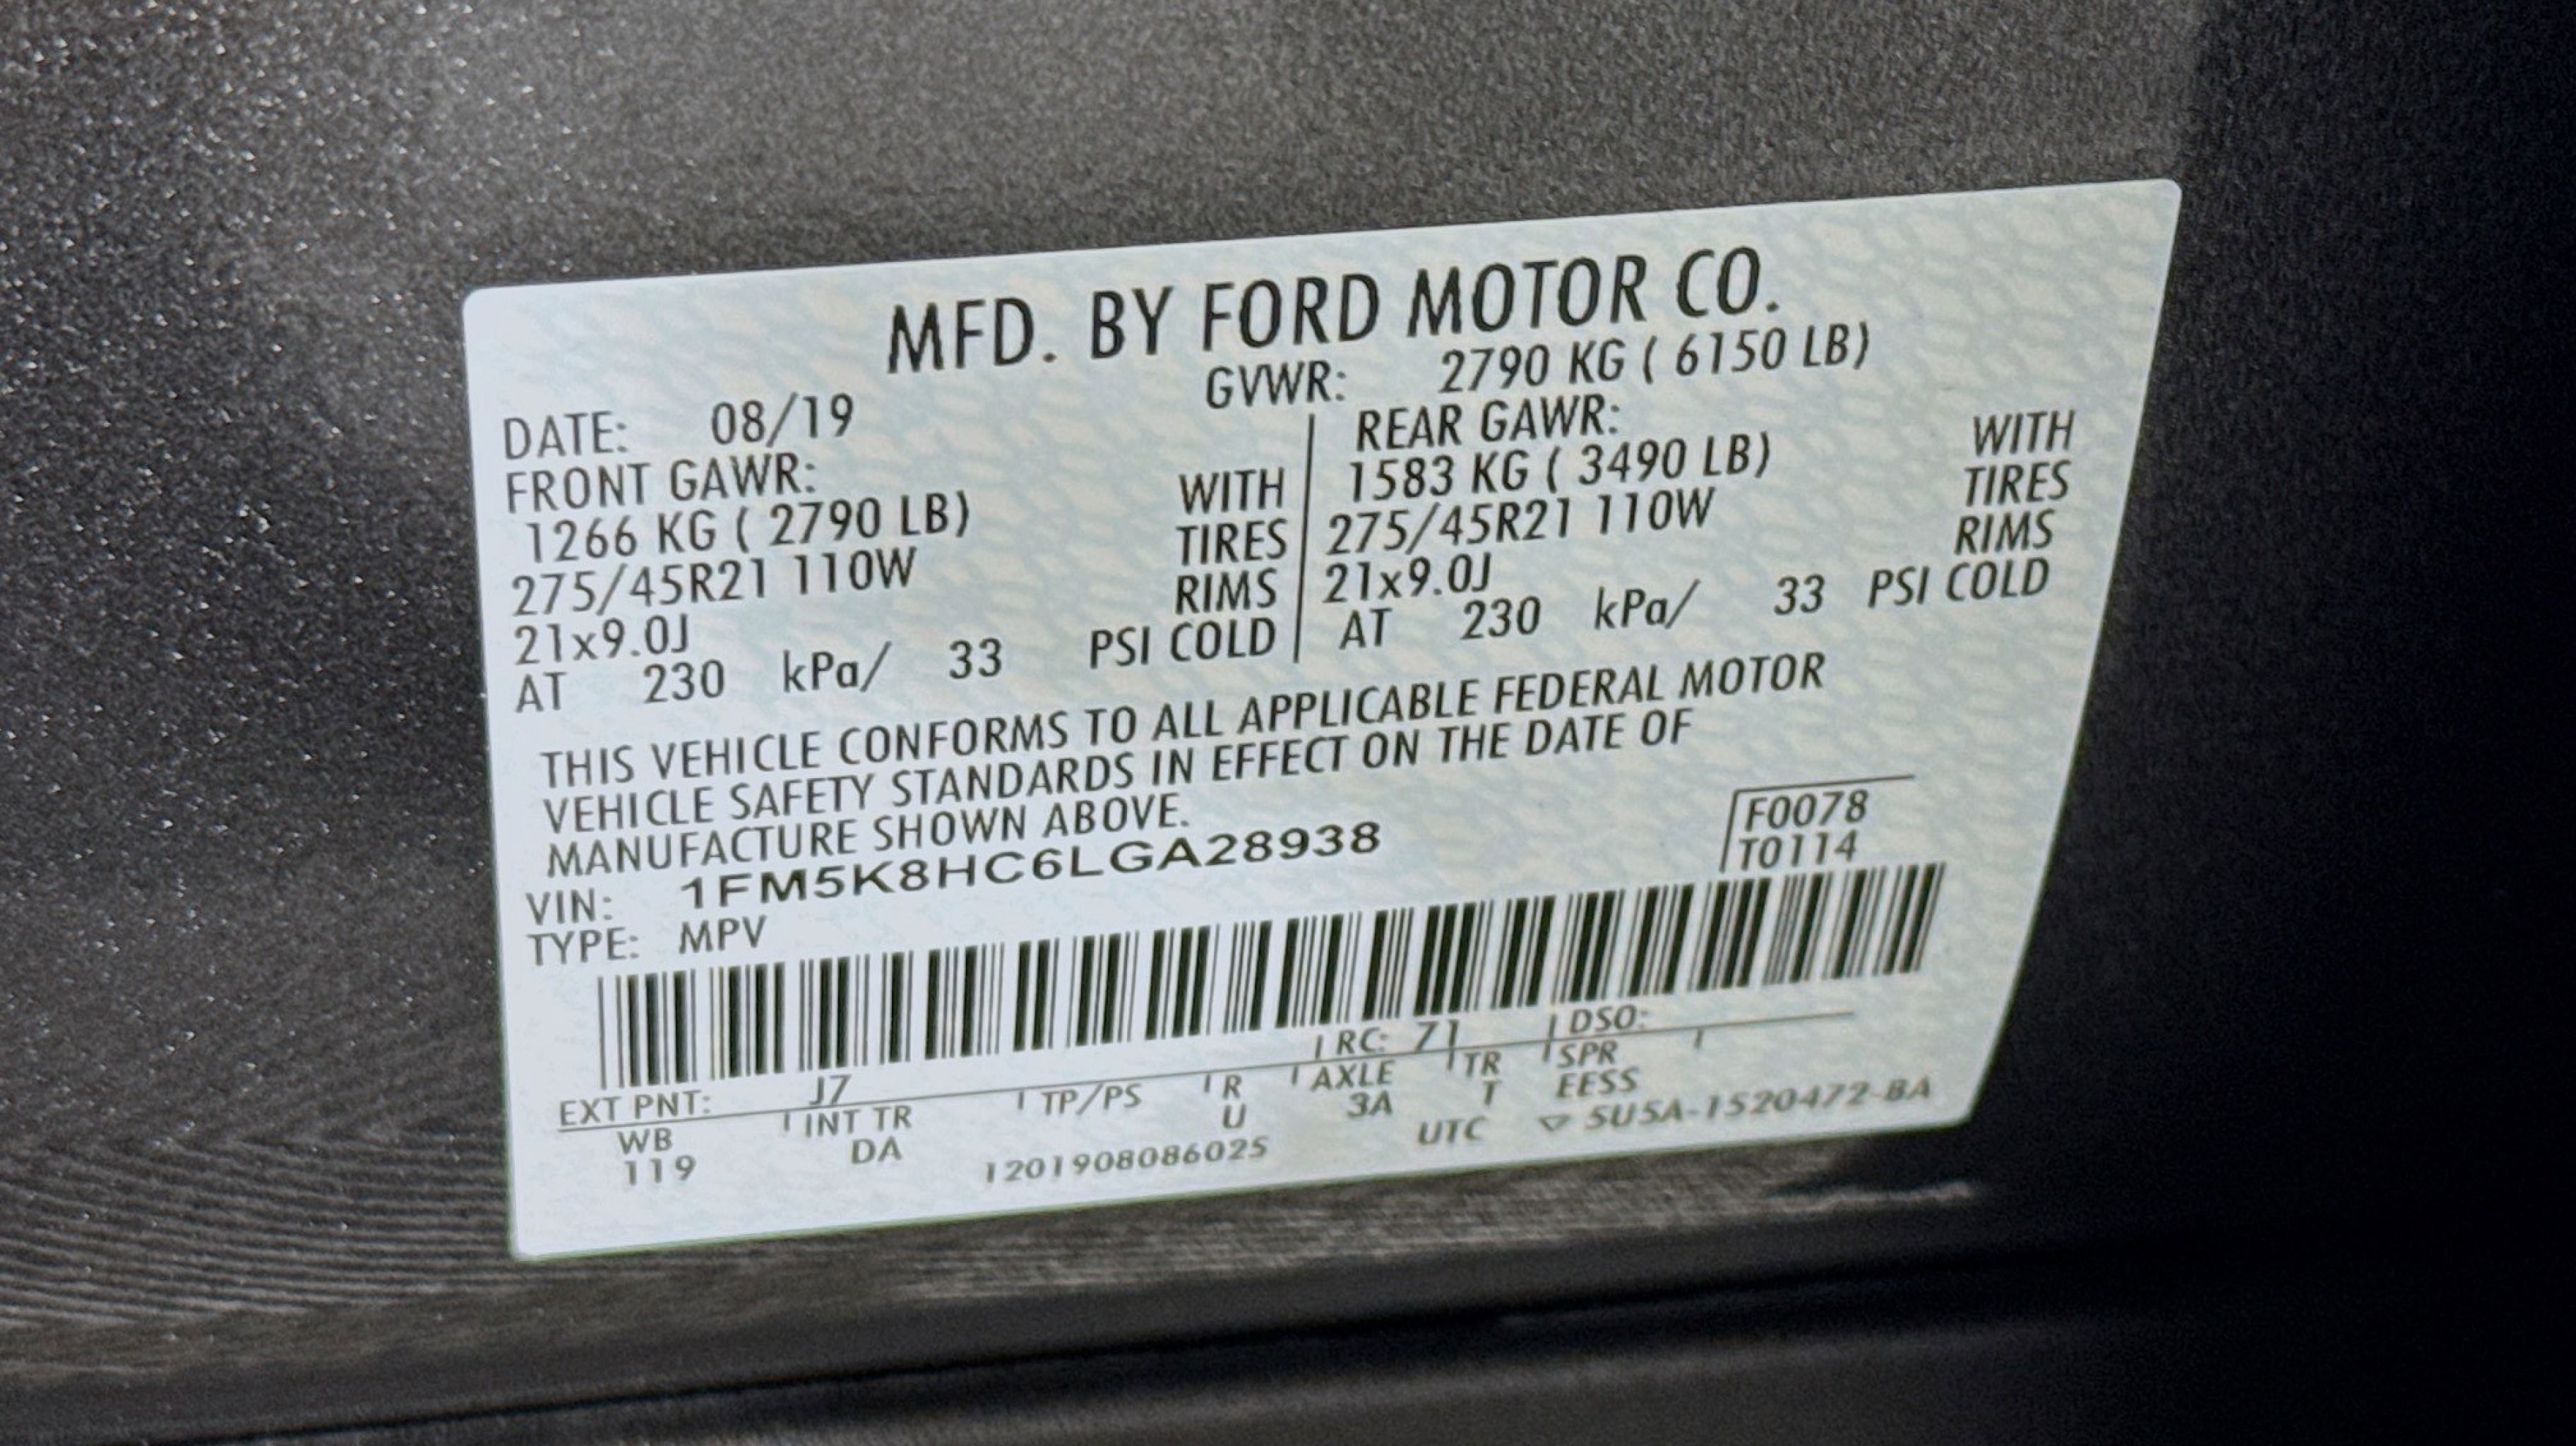 MFD. BY FORD MOTOR CO.
DATE: 08/19 GVWR: 2790 KG ( 6150 LB)
FRONT GAWR: REAR GAWR:
1266 KG ( 2790 LB) WITH 1583 KG ( 3490 LB) WITH
275/45R21 110W TIRES 275/45R21 110W TIRES
21x9.0J RIMS 21x9.0J RIMS
AT 230 kPa/ 33 PSI COLD AT 230 kPa/ 33 PSI COLD
THIS VEHICLE CONFORMS TO ALL APPLICABLE FEDERAL MOTOR
VEHICLE SAFETY STANDARDS IN EFFECT ON THE DATE OF
MANUFACTURE SHOWN ABOVE.
F0078
VIN: 1FM5K8HC6LGA28938 T0114
TYPE: MPV
EXT PNT: J7 RC: 71 DSO:
WB INT TR TP/PS R AXLE TR SPR
119 DA U 3A T EESS
1201908086025 UTC ▽ 5U5A-1520472-BA